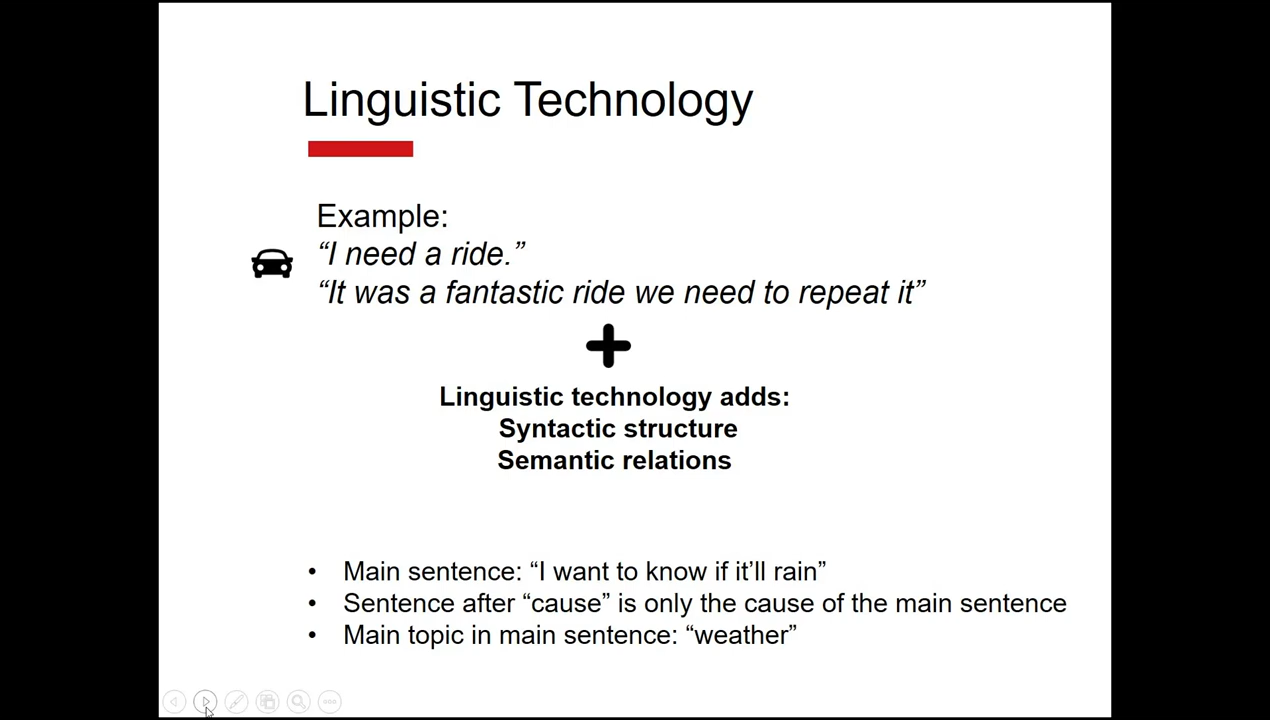 Linguistic Technology
Example:
“I need a ride.”
“It was a fantastic ride we need to repeat it”
Linguistic technology adds:
Syntactic structure
Semantic relations
• Main sentence: “I want to know if it’ll rain”
• Sentence after “cause” is only the cause of the main sentence
• Main topic in main sentence: “weather”